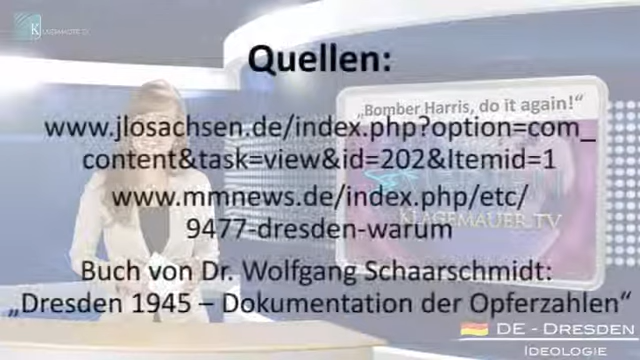 KLAGEMAUER.TV
Quellen:
„Bomber Harris, do it again!“
www.jlosachsen.de/index.php?option=com_
content&task=view&id=202&Itemid=1
www.mmnews.de/index.php/etc/
9477-dresden-warum
KLAGEMAUER.TV
Buch von Dr. Wolfgang Schaarschmidt:
„Dresden 1945 – Dokumentation der Opferzahlen“
DE - DRESDEN
IDEOLOGIE